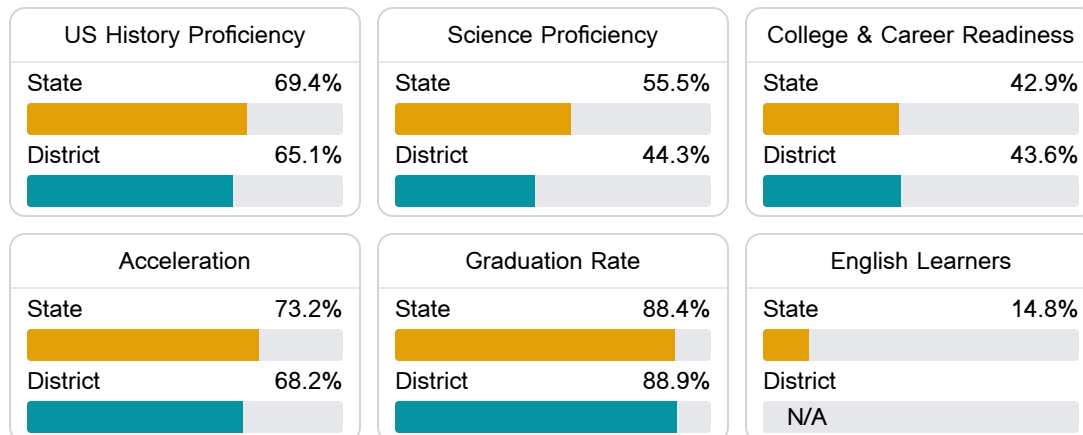 US History Proficiency
State 69.4%
District 65.1%
Science Proficiency
State 55.5%
District 44.3%
College & Career Readiness
State 42.9%
District 43.6%
Acceleration
State 73.2%
District 68.2%
Graduation Rate
State 88.4%
District 88.9%
English Learners
State 14.8%
District
N/A